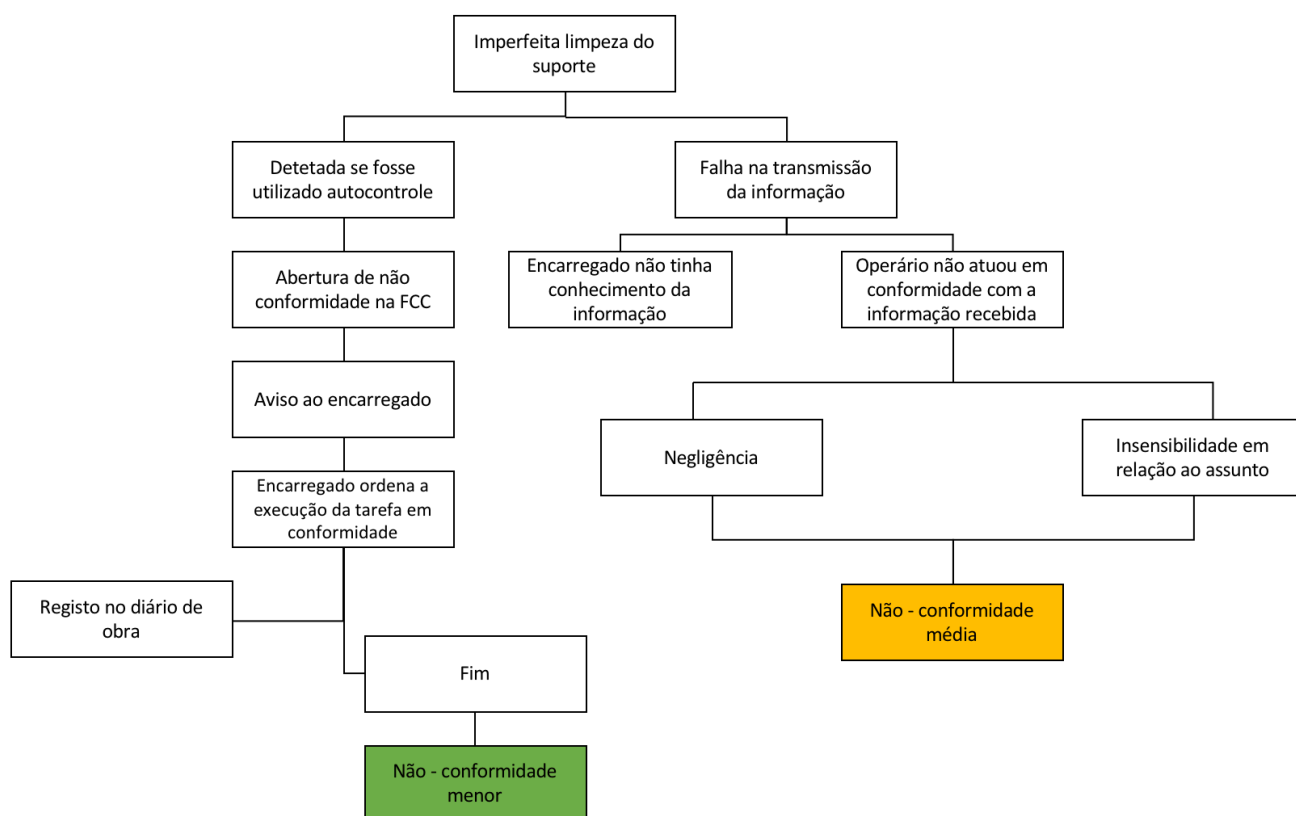 Imperfeita limpeza do
suporte
Detetada se fosse
utilizado autocontrole
Falha na transmissão
da informação
Abertura de não
conformidade na FCC
Encarregado não tinha
conhecimento da
informação
Operário não atuou em
conformidade com a
informação recebida
Aviso ao encarregado
Negligência
Insensibilidade em
relação ao assunto
Encarregado ordena a
execução da tarefa em
conformidade
Registo no diário de
obra
Não - conformidade
média
Fim
Não - conformidade
menor